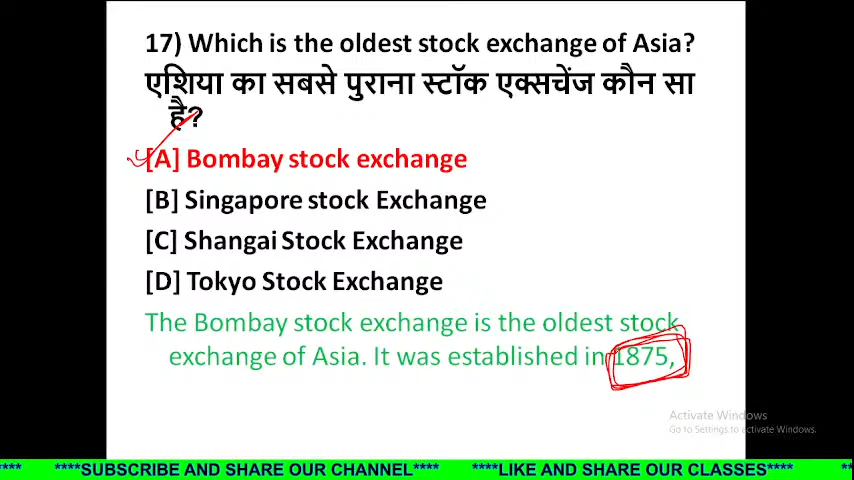 17) Which is the oldest stock exchange of Asia?
एशिया का सबसे पुराना स्टॉक एक्सचेंज कौन सा
है?
[A] Bombay stock exchange
[B] Singapore stock Exchange
[C] Shangai Stock Exchange
[D] Tokyo Stock Exchange
The Bombay stock exchange is the oldest stock
exchange of Asia. It was established in 1875,
Activate Windows
Go to Settings to activate Windows.
**** ****SUBSCRIBE AND SHARE OUR CHANNEL**** ****LIKE AND SHARE OUR CLASSES**** **